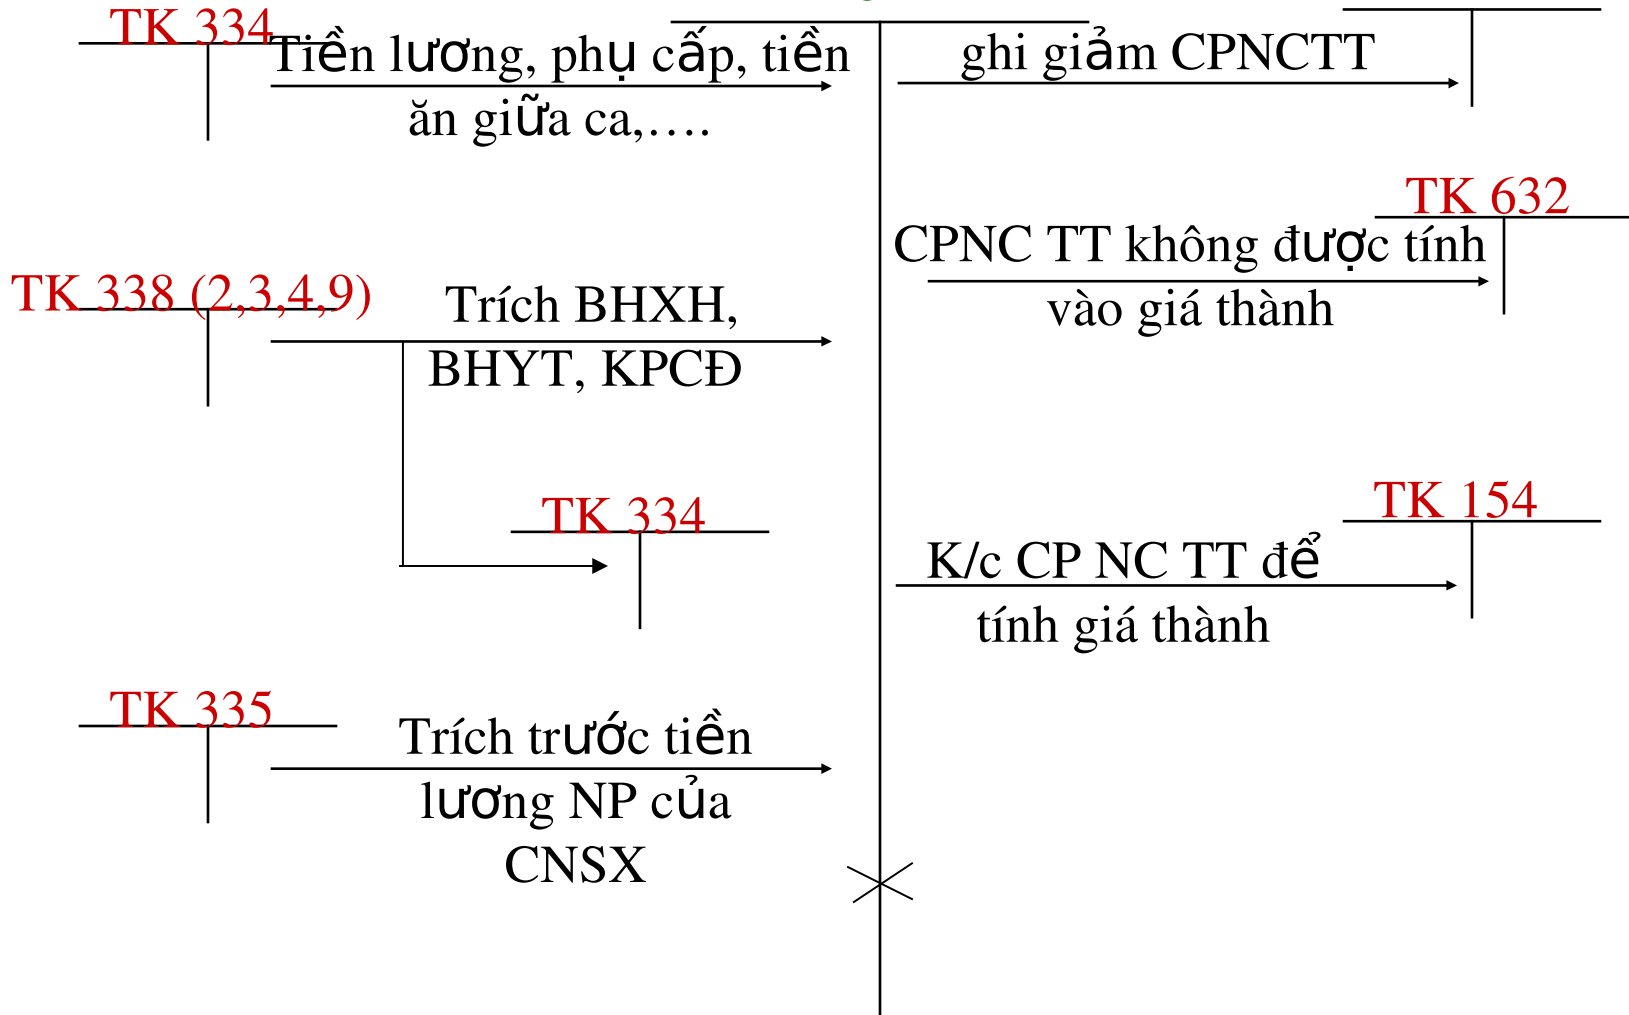 TK 334
Tiền lương, phụ cấp, tiền
ăn giữa ca,....
ghi giảm CPNCTT
TK 632
CPNC TT không được tính
vào giá thành
TK 338 (2,3,4,9)
Trích BHXH,
BHYT, KPCĐ
TK 334
TK 154
K/c CP NC TT để
tính giá thành
TK 335
Trích trước tiền
lương NP của
CNSX